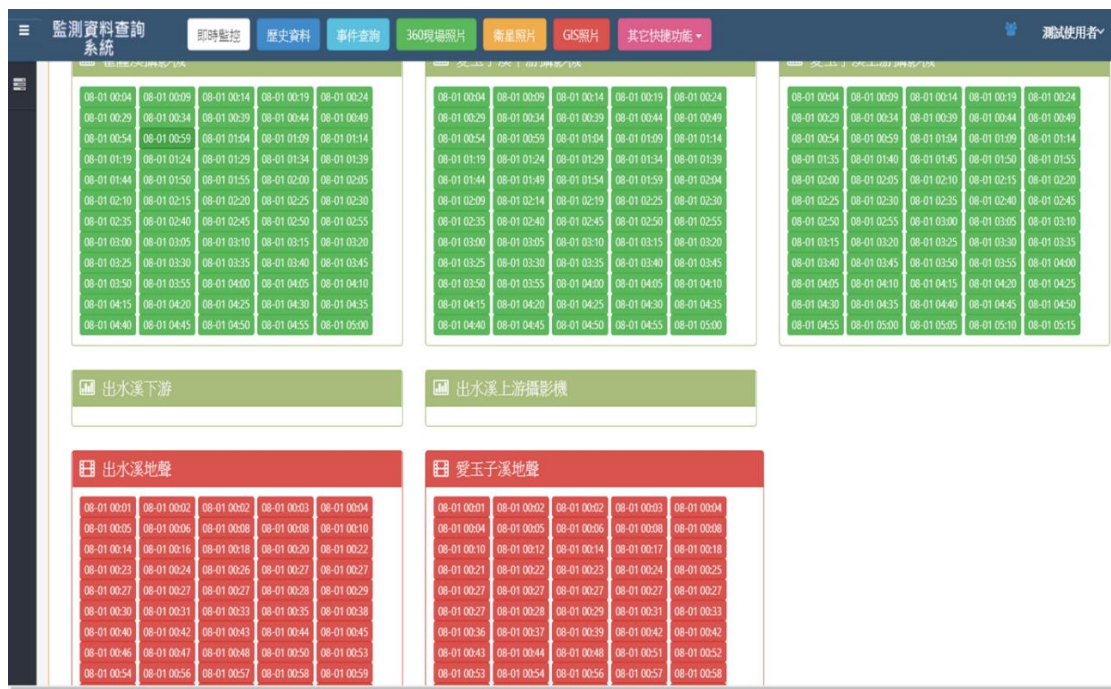 監測資料查詢
系統
即時監控 歷史資料 事件查詢 360現場照片 衛星照片 GIS照片 其它快捷功能 測試使用者
08-01 00:04 08-01 00:09 08-01 00:14 08-01 00:19 08-01 00:24
08-01 00:29 08-01 00:34 08-01 00:39 08-01 00:44 08-01 00:49
08-01 00:54 08-01 00:59 08-01 01:04 08-01 01:09 08-01 01:14
08-01 01:19 08-01 01:24 08-01 01:29 08-01 01:34 08-01 01:39
08-01 01:44 08-01 01:50 08-01 01:55 08-01 02:00 08-01 02:05
08-01 02:10 08-01 02:15 08-01 02:20 08-01 02:25 08-01 02:30
08-01 02:35 08-01 02:40 08-01 02:45 08-01 02:50 08-01 02:55
08-01 03:00 08-01 03:05 08-01 03:10 08-01 03:15 08-01 03:20
08-01 03:25 08-01 03:30 08-01 03:35 08-01 03:40 08-01 03:45
08-01 03:50 08-01 03:55 08-01 04:00 08-01 04:05 08-01 04:10
08-01 04:15 08-01 04:20 08-01 04:25 08-01 04:30 08-01 04:35
08-01 04:40 08-01 04:45 08-01 04:50 08-01 04:55 08-01 05:00
08-01 00:04 08-01 00:09 08-01 00:14 08-01 00:19 08-01 00:24
08-01 00:29 08-01 00:34 08-01 00:39 08-01 00:44 08-01 00:49
08-01 00:54 08-01 00:59 08-01 01:04 08-01 01:09 08-01 01:14
08-01 01:19 08-01 01:24 08-01 01:29 08-01 01:34 08-01 01:39
08-01 01:44 08-01 01:49 08-01 01:54 08-01 01:59 08-01 02:04
08-01 02:09 08-01 02:14 08-01 02:19 08-01 02:25 08-01 02:30
08-01 02:35 08-01 02:40 08-01 02:45 08-01 02:50 08-01 02:55
08-01 03:00 08-01 03:05 08-01 03:10 08-01 03:15 08-01 03:20
08-01 03:25 08-01 03:30 08-01 03:35 08-01 03:40 08-01 03:45
08-01 03:50 08-01 03:55 08-01 04:00 08-01 04:05 08-01 04:10
08-01 04:15 08-01 04:20 08-01 04:25 08-01 04:30 08-01 04:35
08-01 04:40 08-01 04:45 08-01 04:50 08-01 04:55 08-01 05:00
08-01 00:04 08-01 00:09 08-01 00:14 08-01 00:19 08-01 00:24
08-01 00:29 08-01 00:34 08-01 00:39 08-01 00:44 08-01 00:49
08-01 00:54 08-01 00:59 08-01 01:04 08-01 01:09 08-01 01:14
08-01 01:35 08-01 01:40 08-01 01:45 08-01 01:50 08-01 01:55
08-01 02:00 08-01 02:05 08-01 02:10 08-01 02:15 08-01 02:20
08-01 02:25 08-01 02:30 08-01 02:35 08-01 02:40 08-01 02:45
08-01 02:50 08-01 02:55 08-01 03:00 08-01 03:05 08-01 03:10
08-01 03:15 08-01 03:20 08-01 03:25 08-01 03:30 08-01 03:35
08-01 03:40 08-01 03:45 08-01 03:50 08-01 03:55 08-01 04:00
08-01 04:05 08-01 04:10 08-01 04:15 08-01 04:20 08-01 04:25
08-01 04:30 08-01 04:35 08-01 04:40 08-01 04:45 08-01 04:50
08-01 04:55 08-01 05:00 08-01 05:05 08-01 05:10 08-01 05:15
出水溪下游
出水溪上游攝影機
出水溪地聲
08-01 00:01 08-01 00:02 08-01 00:02 08-01 00:03 08-01 00:04
08-01 00:05 08-01 00:06 08-01 00:08 08-01 00:08 08-01 00:10
08-01 00:14 08-01 00:16 08-01 00:18 08-01 00:20 08-01 00:22
08-01 00:23 08-01 00:24 08-01 00:26 08-01 00:27 08-01 00:27
08-01 00:27 08-01 00:27 08-01 00:27 08-01 00:28 08-01 00:29
08-01 00:30 08-01 00:31 08-01 00:33 08-01 00:35 08-01 00:38
08-01 00:40 08-01 00:42 08-01 00:43 08-01 00:44 08-01 00:45
08-01 00:46 08-01 00:47 08-01 00:48 08-01 00:50 08-01 00:53
08-01 00:54 08-01 00:56 08-01 00:57 08-01 00:58 08-01 00:59
愛玉子溪地聲
08-01 00:01 08-01 00:02 08-01 00:02 08-01 00:03 08-01 00:04
08-01 00:04 08-01 00:05 08-01 00:06 08-01 00:08 08-01 00:08
08-01 00:10 08-01 00:12 08-01 00:14 08-01 00:17 08-01 00:18
08-01 00:21 08-01 00:22 08-01 00:23 08-01 00:24 08-01 00:25
08-01 00:27 08-01 00:27 08-01 00:27 08-01 00:27 08-01 00:27
08-01 00:27 08-01 00:28 08-01 00:29 08-01 00:31 08-01 00:33
08-01 00:36 08-01 00:37 08-01 00:39 08-01 00:42 08-01 00:42
08-01 00:43 08-01 00:44 08-01 00:48 08-01 00:51 08-01 00:52
08-01 00:53 08-01 00:54 08-01 00:56 08-01 00:57 08-01 00:58